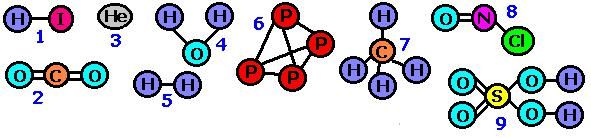 H I 1
He 3
H H O 4
P P P P 6
H C H H H 7
O N Cl 8
O C O 2
H H 5
O O S O H O H 9